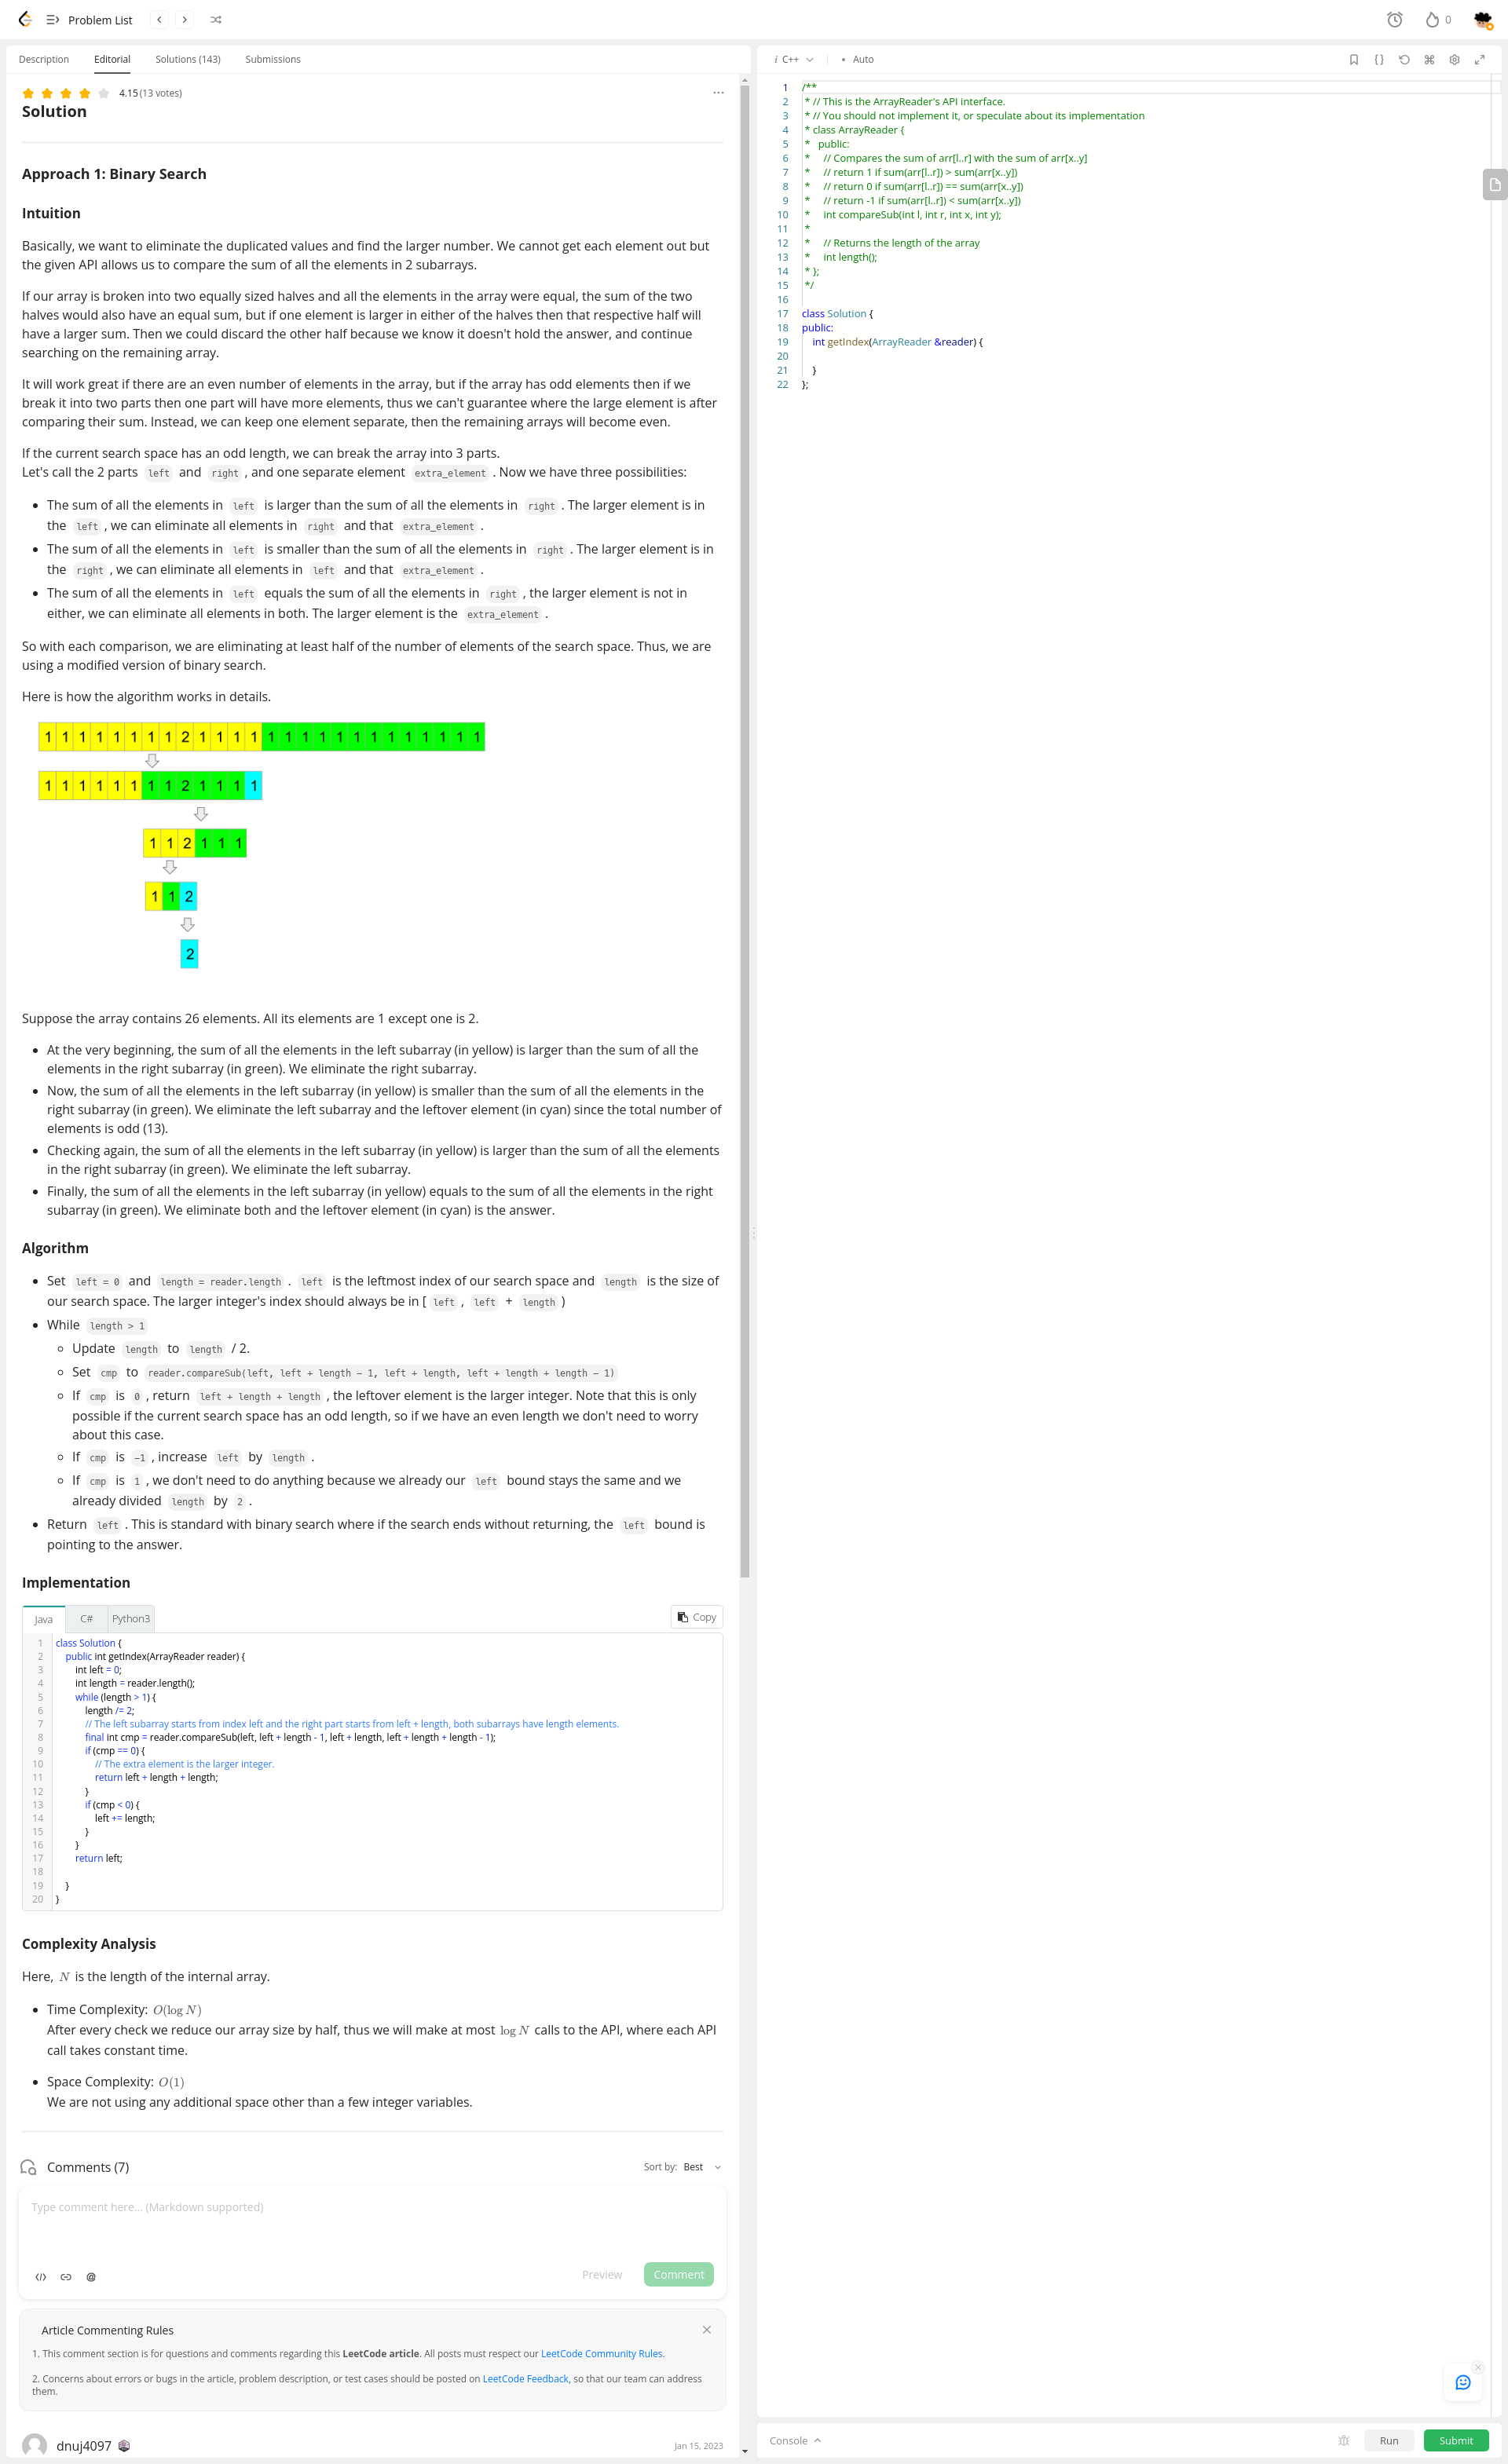 Problem List
0
Description Editorial Solutions (143) Submissions
4.15 (13 votes)
Solution
Approach 1: Binary Search
Intuition
Basically, we want to eliminate the duplicated values and find the larger number. We cannot get each element out but
the given API allows us to compare the sum of all the elements in 2 subarrays.
If our array is broken into two equally sized halves and all the elements in the array were equal, the sum of the two
halves would also have an equal sum, but if one element is larger in either of the halves then that respective half will
have a larger sum. Then we could discard the other half because we know it doesn't hold the answer, and continue
searching on the remaining array.
It will work great if there are an even number of elements in the array, but if the array has odd elements then if we
break it into two parts then one part will have more elements, thus we can't guarantee where the large element is after
comparing their sum. Instead, we can keep one element separate, then the remaining arrays will become even.
If the current search space has an odd length, we can break the array into 3 parts.
Let's call the 2 parts left and right, and one separate element extra_element. Now we have three possibilities:
• The sum of all the elements in left is larger than the sum of all the elements in right. The larger element is in
the left, we can eliminate all elements in right and that extra_element.
• The sum of all the elements in left is smaller than the sum of all the elements in right. The larger element is in
the right, we can eliminate all elements in left and that extra_element.
• The sum of all the elements in left equals the sum of all the elements in right, the larger element is not in
either, we can eliminate all elements in both. The larger element is the extra_element.
So with each comparison, we are eliminating at least half of the number of elements of the search space. Thus, we are
using a modified version of binary search.
Here is how the algorithm works in details.
1 1 1 1 1 1 1 1 2 1 1 1 1 1 1 1 1 1 1 1 1 1 1 1 1 1
1 1 1 1 1 1 1 1 2 1 1 1 1
1 1 2 1 1 1
1 1 2
2
Suppose the array contains 26 elements. All its elements are 1 except one is 2.
• At the very beginning, the sum of all the elements in the left subarray (in yellow) is larger than the sum of all the
elements in the right subarray (in green). We eliminate the right subarray.
• Now, the sum of all the elements in the left subarray (in yellow) is smaller than the sum of all the elements in the
right subarray (in green). We eliminate the left subarray and the leftover element (in cyan) since the total number of
elements is odd (13).
• Checking again, the sum of all the elements in the left subarray (in yellow) is larger than the sum of all the elements
in the right subarray (in green). We eliminate the left subarray.
• Finally, the sum of all the elements in the left subarray (in yellow) equals to the sum of all the elements in the right
subarray (in green). We eliminate both and the leftover element (in cyan) is the answer.
Algorithm
• Set left = 0 and length = reader.length. left is the leftmost index of our search space and length is the size of
our search space. The larger integer's index should always be in [left, left + length)
• While length > 1
Update length to length / 2.
Set cmp to reader.compareSub(left, left + length − 1, left + length, left + length + length − 1)
If cmp is 0, return left + length + length, the leftover element is the larger integer. Note that this is only
possible if the current search space has an odd length, so if we have an even length we don't need to worry
about this case.
If cmp is −1, increase left by length.
If cmp is 1, we don't need to do anything because we already our left bound stays the same and we
already divided length by 2.
• Return left. This is standard with binary search where if the search ends without returning, the left bound is
pointing to the answer.
Implementation
Java C# Python3 Copy
1 class Solution {
2 public int getIndex(ArrayReader reader) {
3 int left = 0;
4 int length = reader.length();
5 while (length > 1) {
6 length /= 2;
7 // The left subarray starts from index left and the right part starts from left + length, both subarrays have length elements.
8 final int cmp = reader.compareSub(left, left + length - 1, left + length, left + length + length - 1);
9 if (cmp == 0) {
10 // The extra element is the larger integer.
11 return left + length + length;
12 }
13 if (cmp < 0) {
14 left += length;
15 }
16 }
17 return left;
18
19 }
20 }
Complexity Analysis
Here, N is the length of the internal array.
• Time Complexity: O(log N)
After every check we reduce our array size by half, thus we will make at most log N calls to the API, where each API
call takes constant time.
• Space Complexity: O(1)
We are not using any additional space other than a few integer variables.
Comments (7) Sort by: Best
Type comment here... (Markdown supported)
Preview Comment
Article Commenting Rules
1. This comment section is for questions and comments regarding this LeetCode article. All posts must respect our LeetCode Community Rules.
2. Concerns about errors or bugs in the article, problem description, or test cases should be posted on LeetCode Feedback, so that our team can address
them.
dnuj4097 Jan 15, 2023
i C++ • Auto
1 /**
2 * // This is the ArrayReader's API interface.
3 * // You should not implement it, or speculate about its implementation
4 * class ArrayReader {
5 * public:
6 * // Compares the sum of arr[l..r] with the sum of arr[x..y]
7 * // return 1 if sum(arr[l..r]) > sum(arr[x..y])
8 * // return 0 if sum(arr[l..r]) == sum(arr[x..y])
9 * // return -1 if sum(arr[l..r]) < sum(arr[x..y])
10 * int compareSub(int l, int r, int x, int y);
11 *
12 * // Returns the length of the array
13 * int length();
14 * };
15 */
16
17 class Solution {
18 public:
19 int getIndex(ArrayReader &reader) {
20
21 }
22 };
Console Run Submit